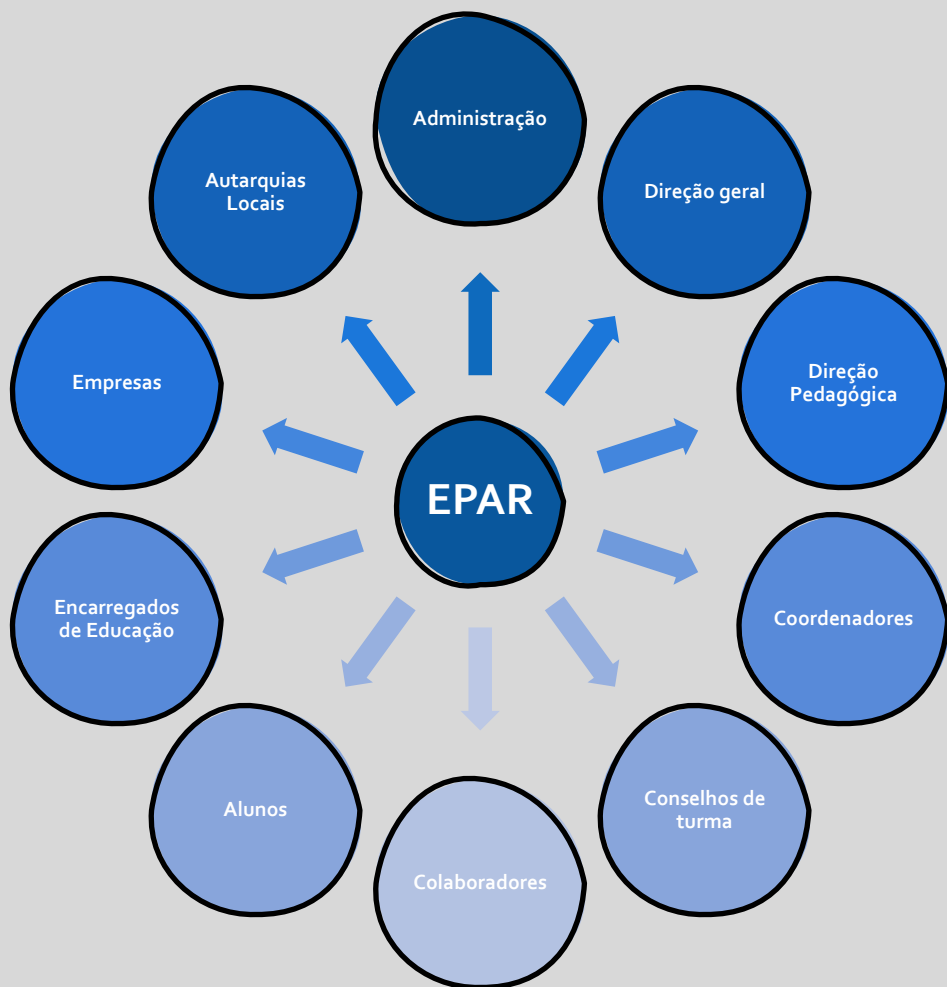 Administração
Direção geral
Direção
Pedagógica
Coordenadores
Conselhos de
turma
Colaboradores
Alunos
Encarregados
de Educação
Empresas
Autarquias
Locais
EPAR